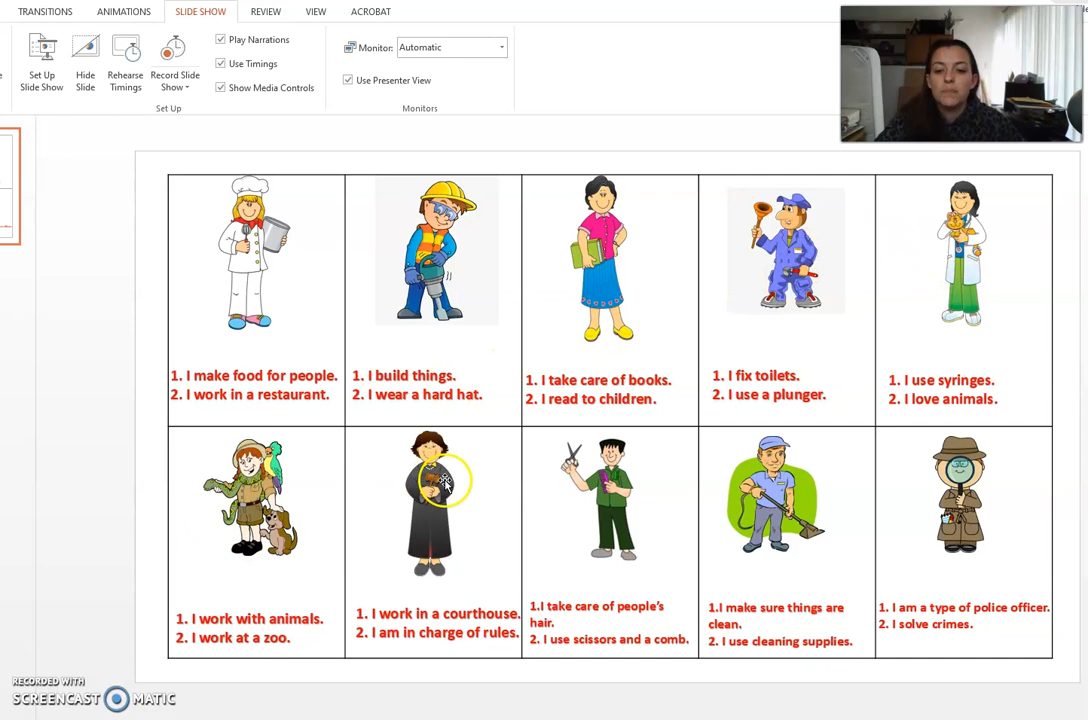 TRANSITIONS ANIMATIONS SLIDE SHOW REVIEW VIEW ACROBAT
Set Up
Slide Show
Hide
Slide
Rehearse
Timings
Record Slide
Show
Play Narrations
Use Timings
Show Media Controls
Set Up
Monitor: Automatic
Use Presenter View
Monitors
1. I make food for people.
2. I work in a restaurant.
1. I build things.
2. I wear a hard hat.
1. I take care of books.
2. I read to children.
1. I fix toilets.
2. I use a plunger.
1. I use syringes.
2. I love animals.
1. I work with animals.
2. I work at a zoo.
1. I work in a courthouse.
2. I am in charge of rules.
1.I take care of people's
hair.
2. I use scissors and a comb.
1.I make sure things are
clean.
2. I use cleaning supplies.
1. I am a type of police officer.
2. I solve crimes.
RECORDED WITH
SCREENCAST MATIC